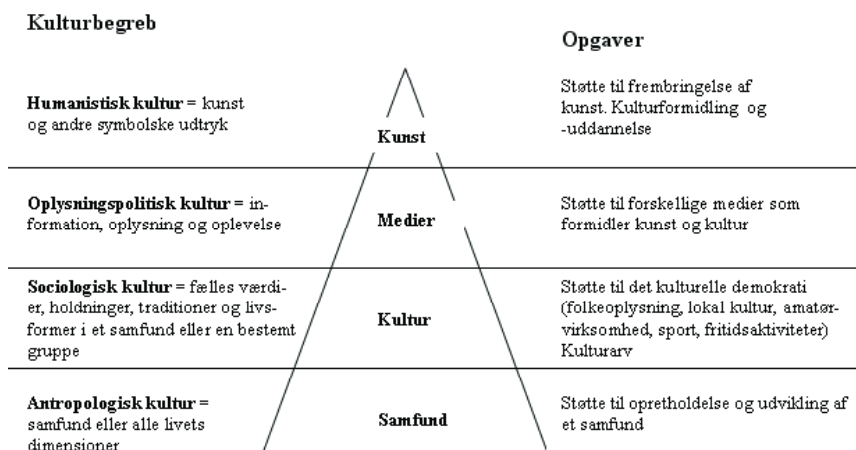 Kulturbegreb
Opgaver
Humanistisk kultur = kunst
og andre symbolske udtryk
Kunst
Støtte til frembringelse af
kunst. Kulturformidling og
-uddannelse
Oplysningspolitisk kultur = in-
formation, oplysning og oplevelse
Medier
Støtte til forskellige medier som
formidler kunst og kultur
Sociologisk kultur = fælles værdi-
er, holdninger, traditioner og livs-
former i et samfund eller en bestemt
gruppe
Kultur
Støtte til det kulturelle demokrati
(folkeoplysning, lokal kultur, amatør-
virksomhed, sport, fritidsaktiviteter)
Kulturarv
Antropologisk kultur =
samfund eller alle livets
dimensioner
Samfund
Støtte til opretholdelse og udvikling af
et samfund